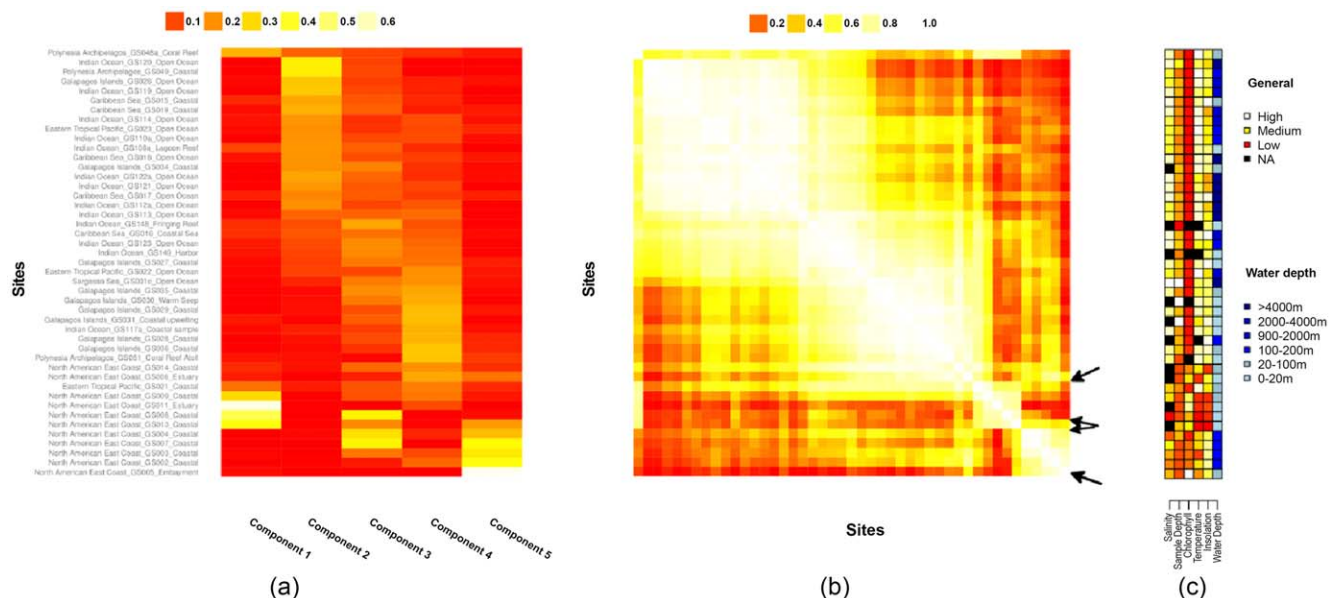 0.1 0.2 0.3 0.4 0.5 0.6
0.2 0.4 0.6 0.8 1.0
Polynesia Archipelagos_GS048a_Coral Reef
Indian Ocean_GS120_Open Ocean
Polynesia Archipelagos_GS049_Coastal
Galapagos Islands_GS026_Open Ocean
Indian Ocean_GS119_Open Ocean
Caribbean Sea_GS015_Coastal
Caribbean Sea_GS019_Coastal
Indian Ocean_GS114_Open Ocean
Eastern Tropical Pacific_GS023_Open Ocean
Indian Ocean_GS110a_Open Ocean
Indian Ocean_GS108a_Lagoon Reef
Caribbean Sea_GS018_Open Ocean
Galapagos Islands_GS034_Coastal
Indian Ocean_GS122a_Open Ocean
Indian Ocean_GS121_Open Ocean
Caribbean Sea_GS017_Open Ocean
Indian Ocean_GS112a_Open Ocean
Indian Ocean_GS113_Open Ocean
Indian Ocean_GS148_Fringing Reef
Caribbean Sea_GS016_Coastal Sea
Indian Ocean_GS123_Open Ocean
Indian Ocean_GS149_Harbor
Galapagos Islands_GS027_Coastal
Eastern Tropical Pacific_GS022_Open Ocean
Sargasso Sea_GS001c_Open Ocean
Galapagos Islands_GS035_Coastal
Galapagos Islands_GS030_Warm Seep
Galapagos Islands_GS029_Coastal
Galapagos Islands_GS031_Coastal upwelling
Indian Ocean_GS117a_Coastal sample
Galapagos Islands_GS028_Coastal
Galapagos Islands_GS036_Coastal
Polynesia Archipelagos_GS051_Coral Reef Atoll
North American East Coast_GS014_Coastal
North American East Coast_GS006_Estuary
Eastern Tropical Pacific_GS021_Coastal
North American East Coast_GS009_Coastal
North American East Coast_GS011_Estuary
North American East Coast_GS008_Coastal
North American East Coast_GS013_Coastal
North American East Coast_GS004_Coastal
North American East Coast_GS007_Coastal
North American East Coast_GS003_Coastal
North American East Coast_GS002_Coastal
North American East Coast_GS005_Embayment
Sites
Component 1
Component 2
Component 3
Component 4
Component 5
(a)
Sites
Sites
(b)
General
High
Medium
Low
NA
Water depth
>4000m
2000-4000m
900-2000m
100-200m
20-100m
0-20m
Salinity
Sample Depth
Chlorophyll
Temperature
Insolation
Water Depth
(c)